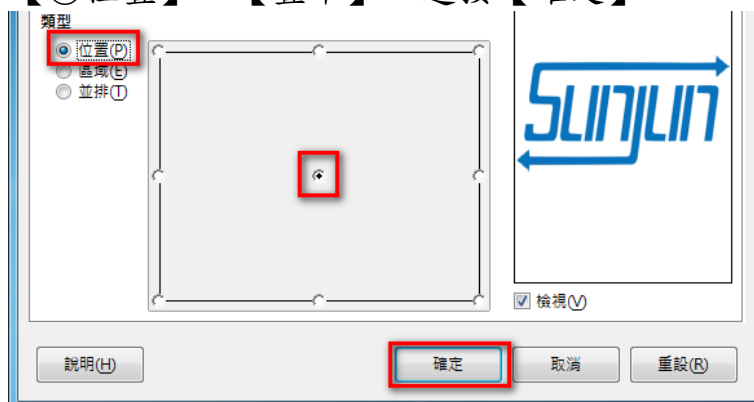 類型
位置(P)
區域(E)
並排(T)
SUNJUN
檢視(V)
說明(H)
確定
取消
重設(R)